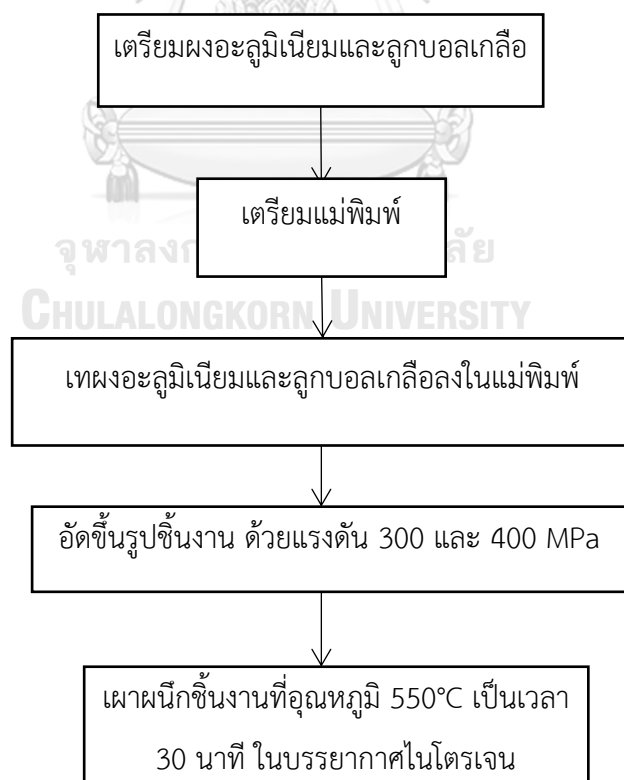 เตรียมผงอะลูมิเนียมและลูกบอลเกลือ
เตรียมแม่พิมพ์
CHULALONGKORN UNIVERSITY
เทผงอะลูมิเนียมและลูกบอลเกลือลงในแม่พิมพ์
อัดขึ้นรูปชิ้นงาน ด้วยแรงดัน 300 และ 400 MPa
เผาผนึกชิ้นงานที่อุณหภูมิ 550°C เป็นเวลา
30 นาที ในบรรยากาศไนโตรเจน